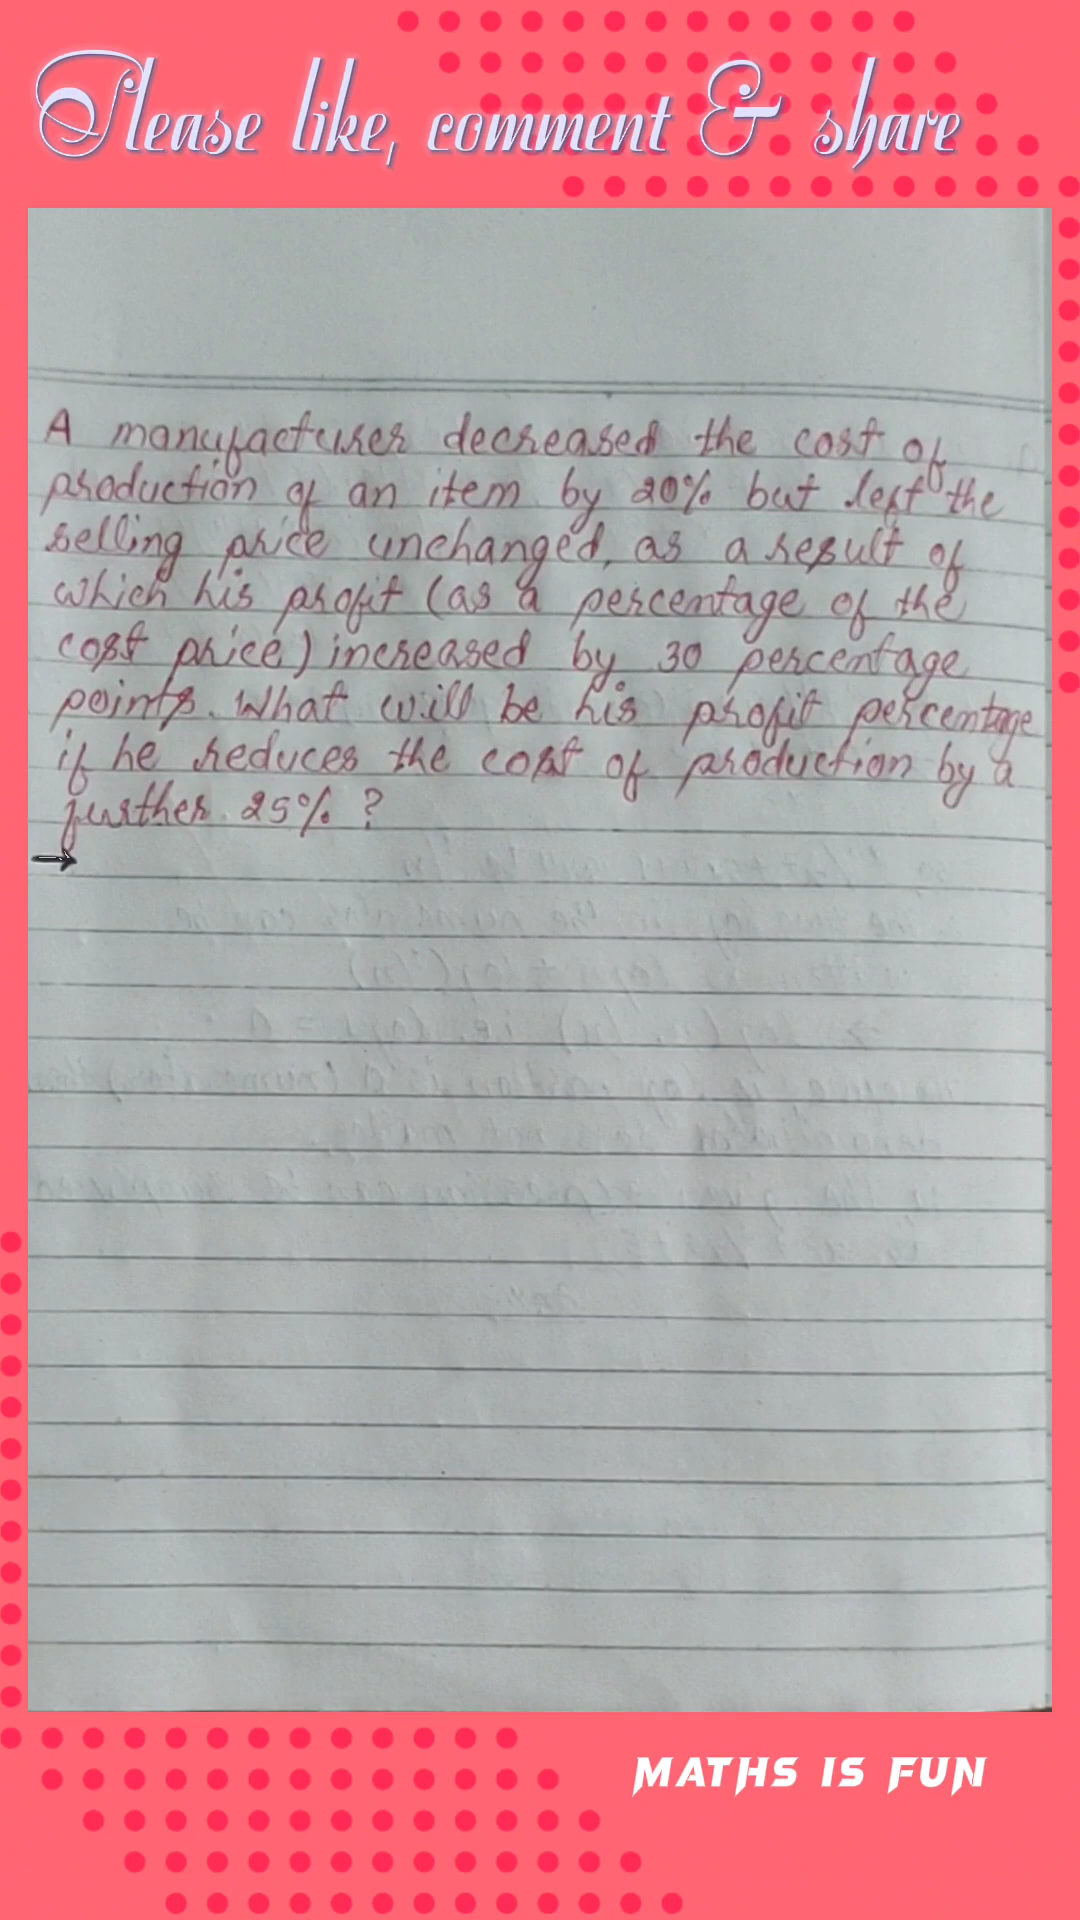 Please like, comment & share
A manufacturer decreased the cost of
production of an item by 20% but left the
selling price unchanged, as a result of
which his profit (as a percentage of the
cost price) increased by 30 percentage
points. What will be his profit percentage
if he reduces the cost of production by a
further 25% ?
→
MATHS IS FUN